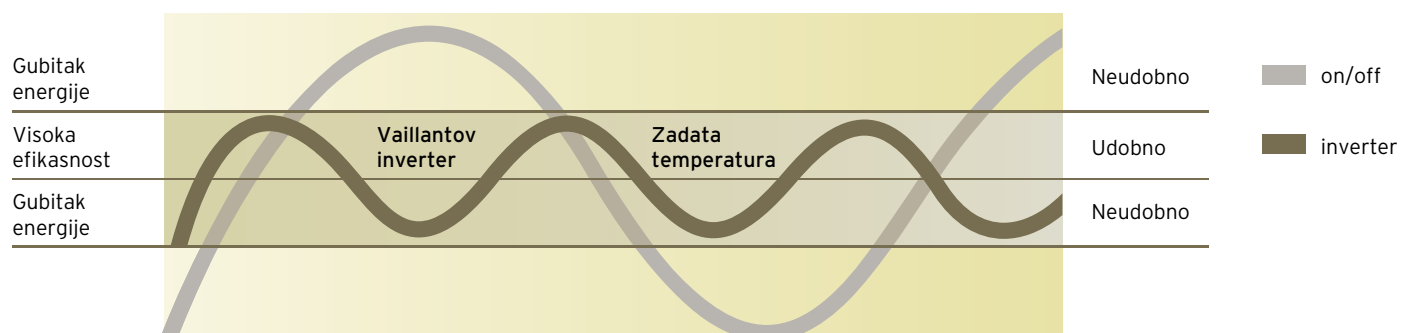 Gubitak
energije
Visoka
efikasnost
Gubitak
energije
Vaillantov
inverter
Zadata
temperatura
Neudobno
Udobno
Neudobno
on/off
inverter